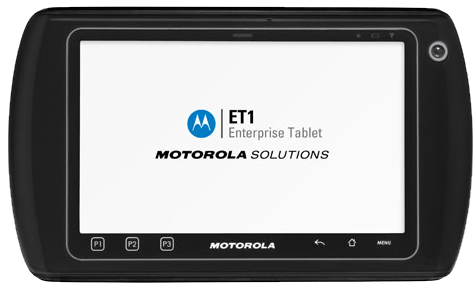 ET1
Enterprise Tablet
MOTOROLA SOLUTIONS
P1 P2 P3 MOTOROLA MENU